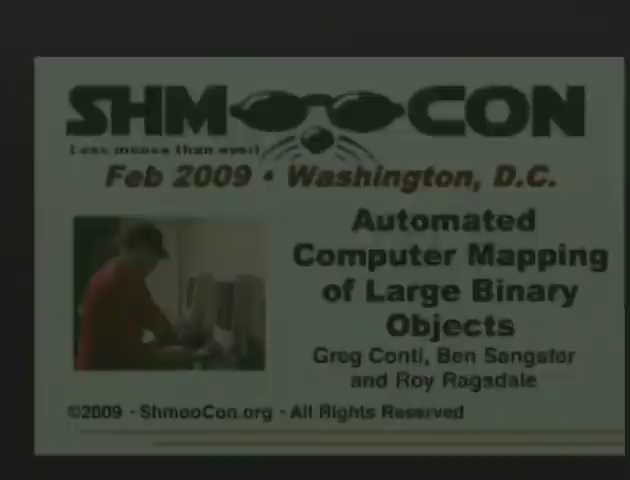 SHMOOCON
Less moose than ever!
Feb 2009 • Washington, D.C.
Automated
Computer Mapping
of Large Binary
Objects
Greg Conti, Ben Sangster
and Roy Ragsdale
©2009 - ShmooCon.org - All Rights Reserved